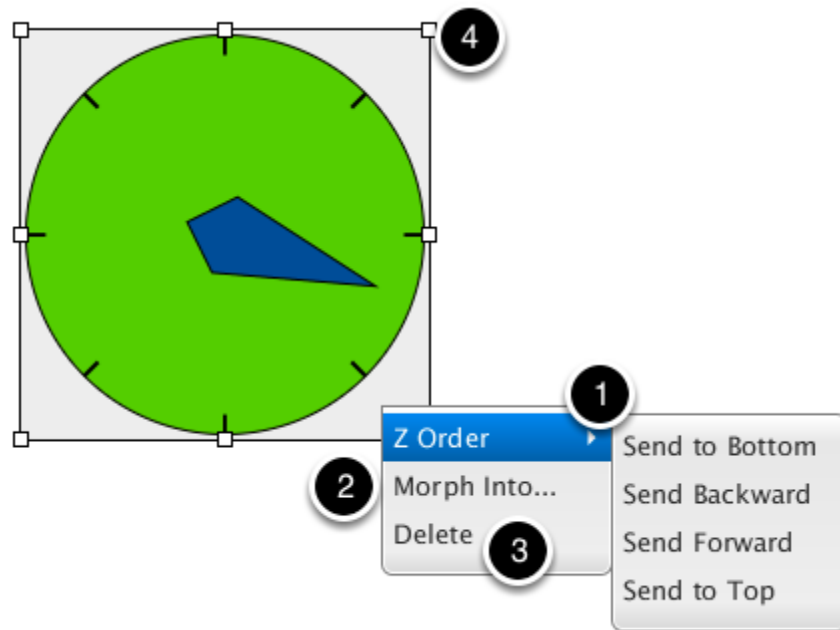 4
1
Z Order
Send to Bottom
2
Morph Into...
Send Backward
Delete
3
Send Forward
Send to Top